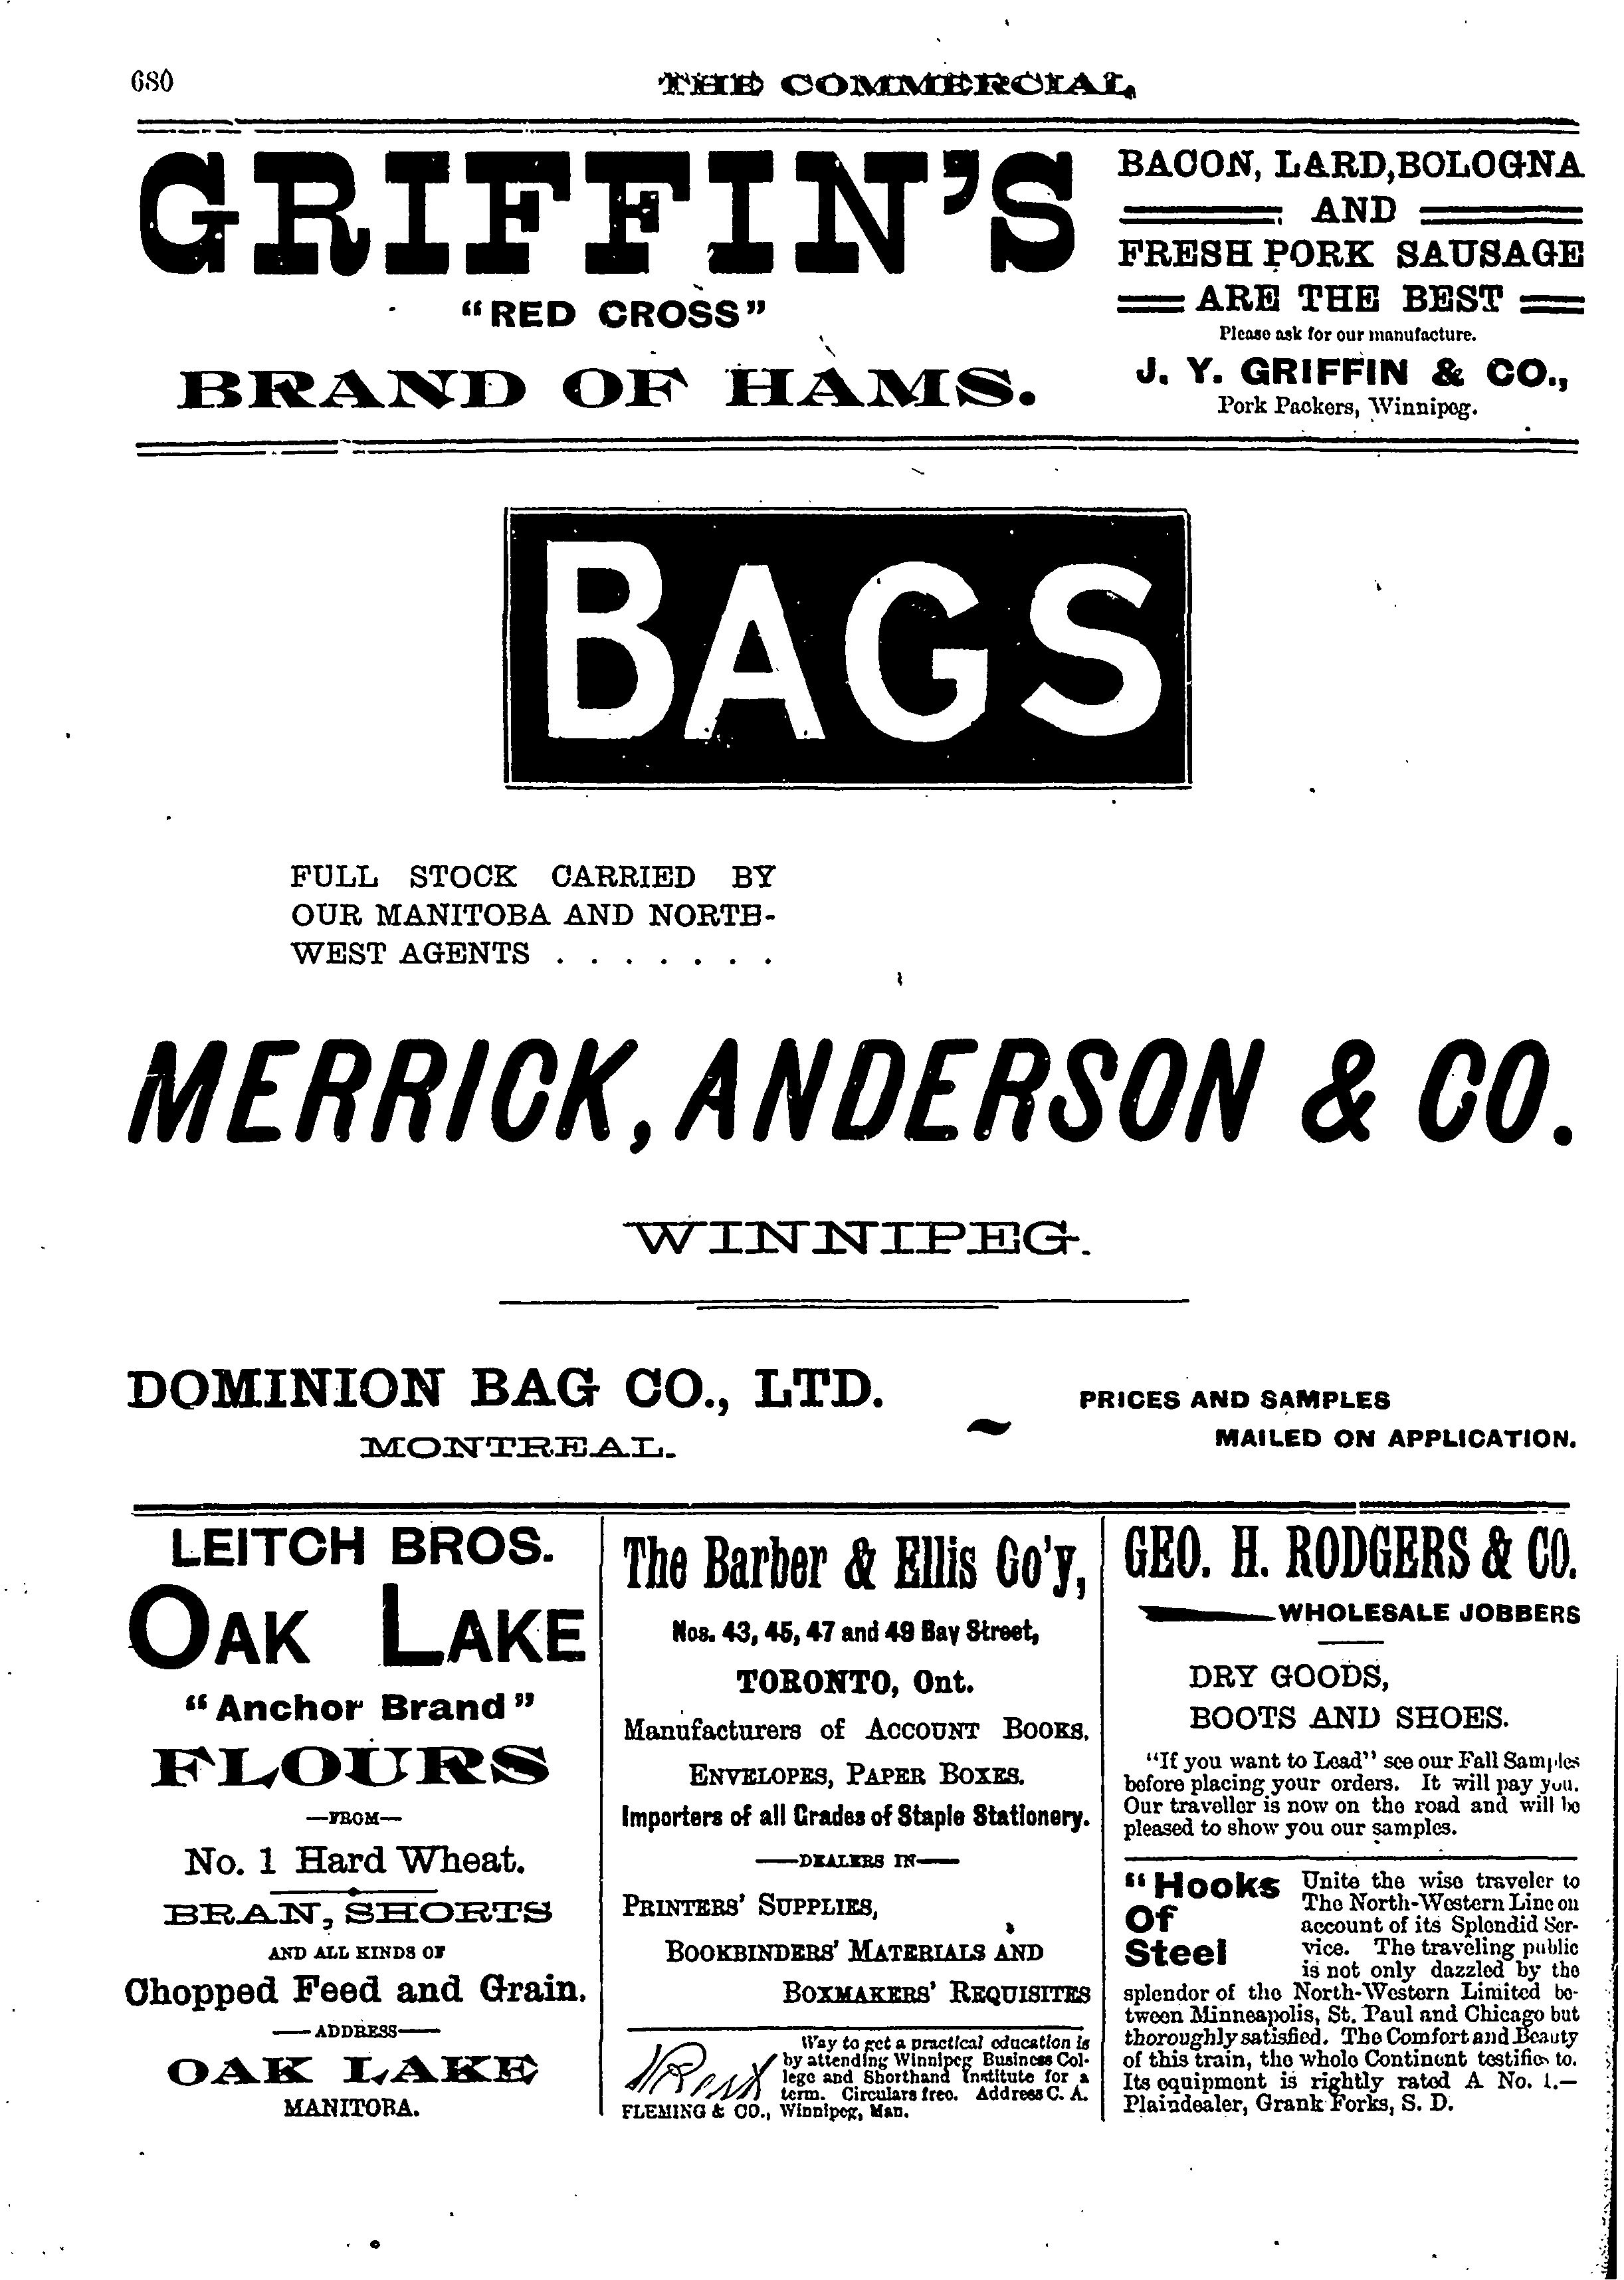 680
THE COMMERCIAL
GRIFFIN'S
"RED CROSS"
BRAND OF HAMS.
BACON, LARD, BOLOGNA
AND
FRESH PORK SAUSAGE
ARE THE BEST
Please ask for our manufacture.
J. Y. GRIFFIN & CO.,
Pork Packers, Winnipeg.
BAGS
FULL STOCK CARRIED BY
OUR MANITOBA AND NORTH-
WEST AGENTS . . . . . . .
MERRICK, ANDERSON & CO.
WINNIPEG.
DOMINION BAG CO., LTD.
MONTREAL.
PRICES AND SAMPLES
MAILED ON APPLICATION.
LEITCH BROS.
OAK LAKE
"Anchor Brand"
FLOURS
—FROM—
No. 1 Hard Wheat.
BRAN, SHORTS
AND ALL KINDS OF
Chopped Feed and Grain.
—ADDRESS—
OAK LAKE
MANITOBA.
The Barber & Ellis Co'y,
Nos. 43, 45, 47 and 49 Bay Street,
TORONTO, Ont.
Manufacturers of ACCOUNT BOOKS,
ENVELOPES, PAPER BOXES.
Importers of all Grades of Staple Stationery.
—DEALERS IN—
PRINTERS' SUPPLIES,
BOOKBINDERS' MATERIALS AND
BOXMAKERS' REQUISITES
Way to get a practical education is
by attending Winnipeg Business Col-
lege and Shorthand Institute for a
term. Circulars free. Address C. A.
FLEMING & CO., Winnipeg, Man.
GEO. H. RODGERS & CO.
WHOLESALE JOBBERS
DRY GOODS,
BOOTS AND SHOES.
"If you want to Lead" see our Fall Samples
before placing your orders. It will pay you.
Our traveller is now on the road and will be
pleased to show you our samples.
"Hooks
Of
Steel
Unite the wise traveler to
The North-Western Line on
account of its Splendid Ser-
vice. The traveling public
is not only dazzled by the
splendor of the North-Western Limited be-
tween Minneapolis, St. Paul and Chicago but
thoroughly satisfied. The Comfort and Beauty
of this train, the whole Continent testifies to.
Its equipment is rightly rated A No. 1.—
Plaindealer, Grank Forks, S. D.